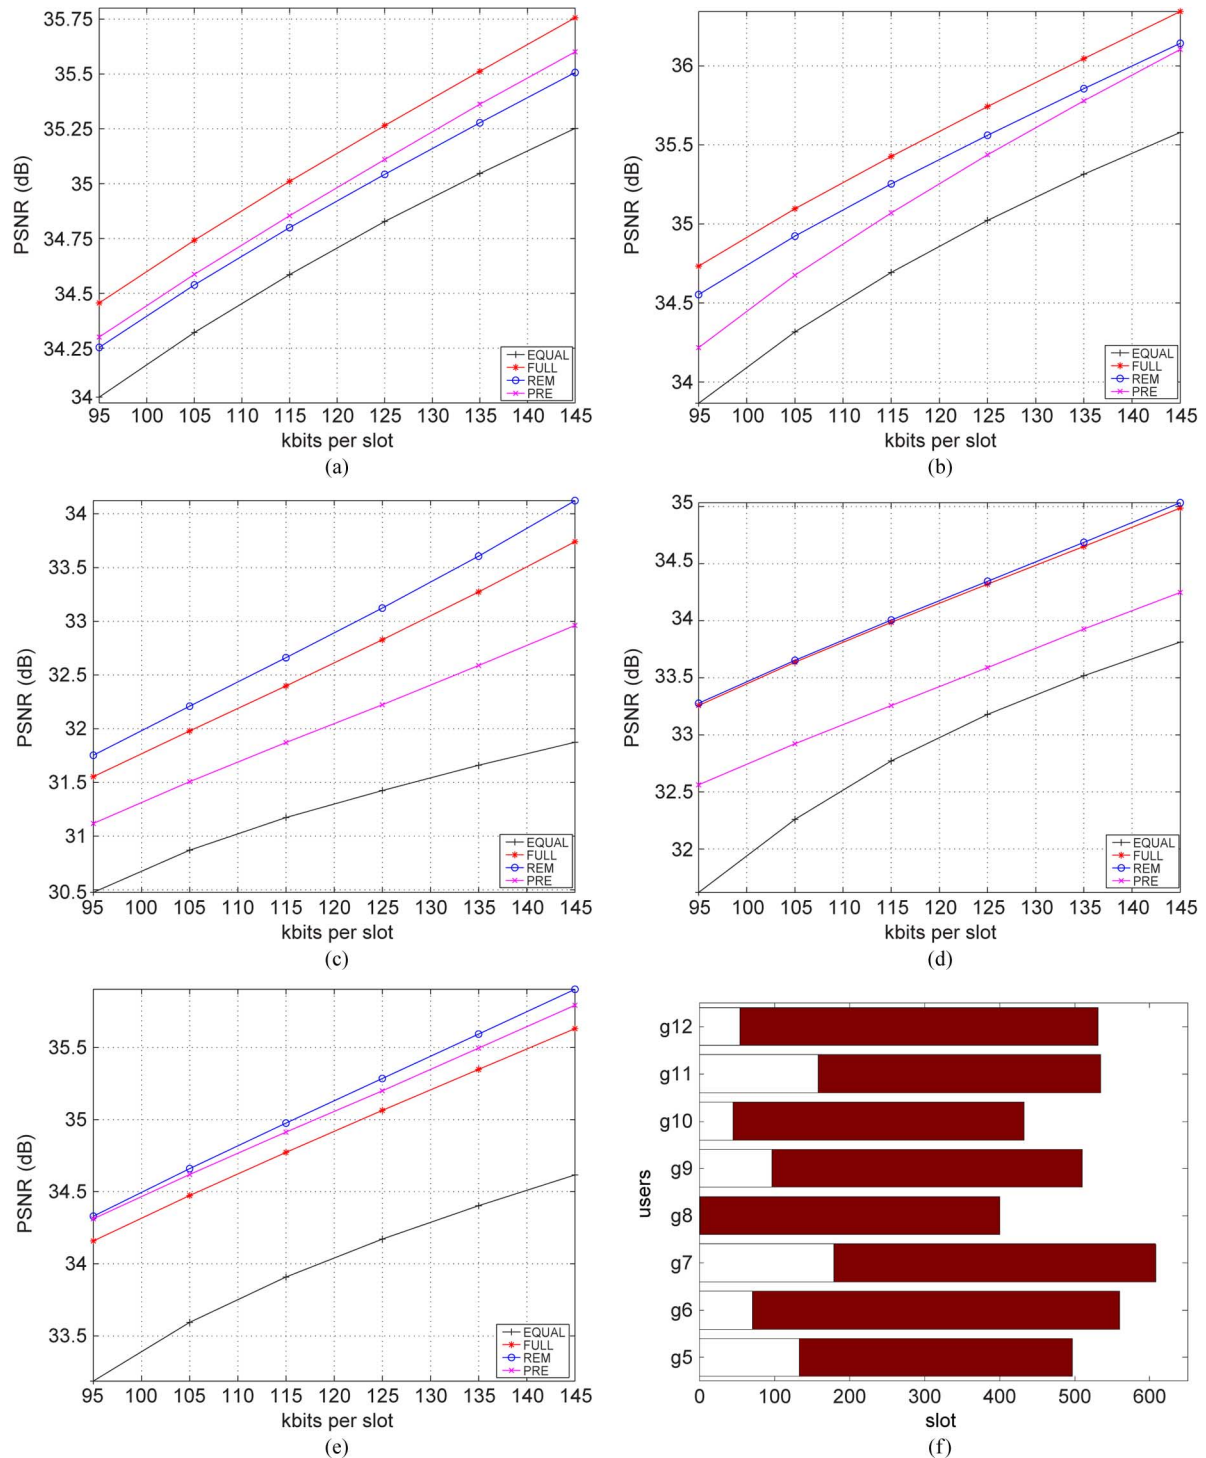 35.75
35.5
35.25
35
34.75
34.5
34.25
34
PSNR (dB)
95 100 105 110 115 120 125 130 135 140 145
kbits per slot
EQUAL
FULL
REM
PRE
(a)
36
35.5
35
34.5
34
PSNR (dB)
95 100 105 110 115 120 125 130 135 140 145
kbits per slot
EQUAL
FULL
REM
PRE
(b)
34
33.5
33
32.5
32
31.5
31
30.5
PSNR (dB)
95 100 105 110 115 120 125 130 135 140 145
kbits per slot
EQUAL
FULL
REM
PRE
(c)
35
34.5
34
33.5
33
32.5
32
PSNR (dB)
95 100 105 110 115 120 125 130 135 140 145
kbits per slot
EQUAL
FULL
REM
PRE
(d)
35.5
35
34.5
34
33.5
PSNR (dB)
95 100 105 110 115 120 125 130 135 140 145
kbits per slot
EQUAL
FULL
REM
PRE
(e)
g12
g11
g10
g9
g8
g7
g6
g5
users
0 100 200 300 400 500 600
slot
(f)